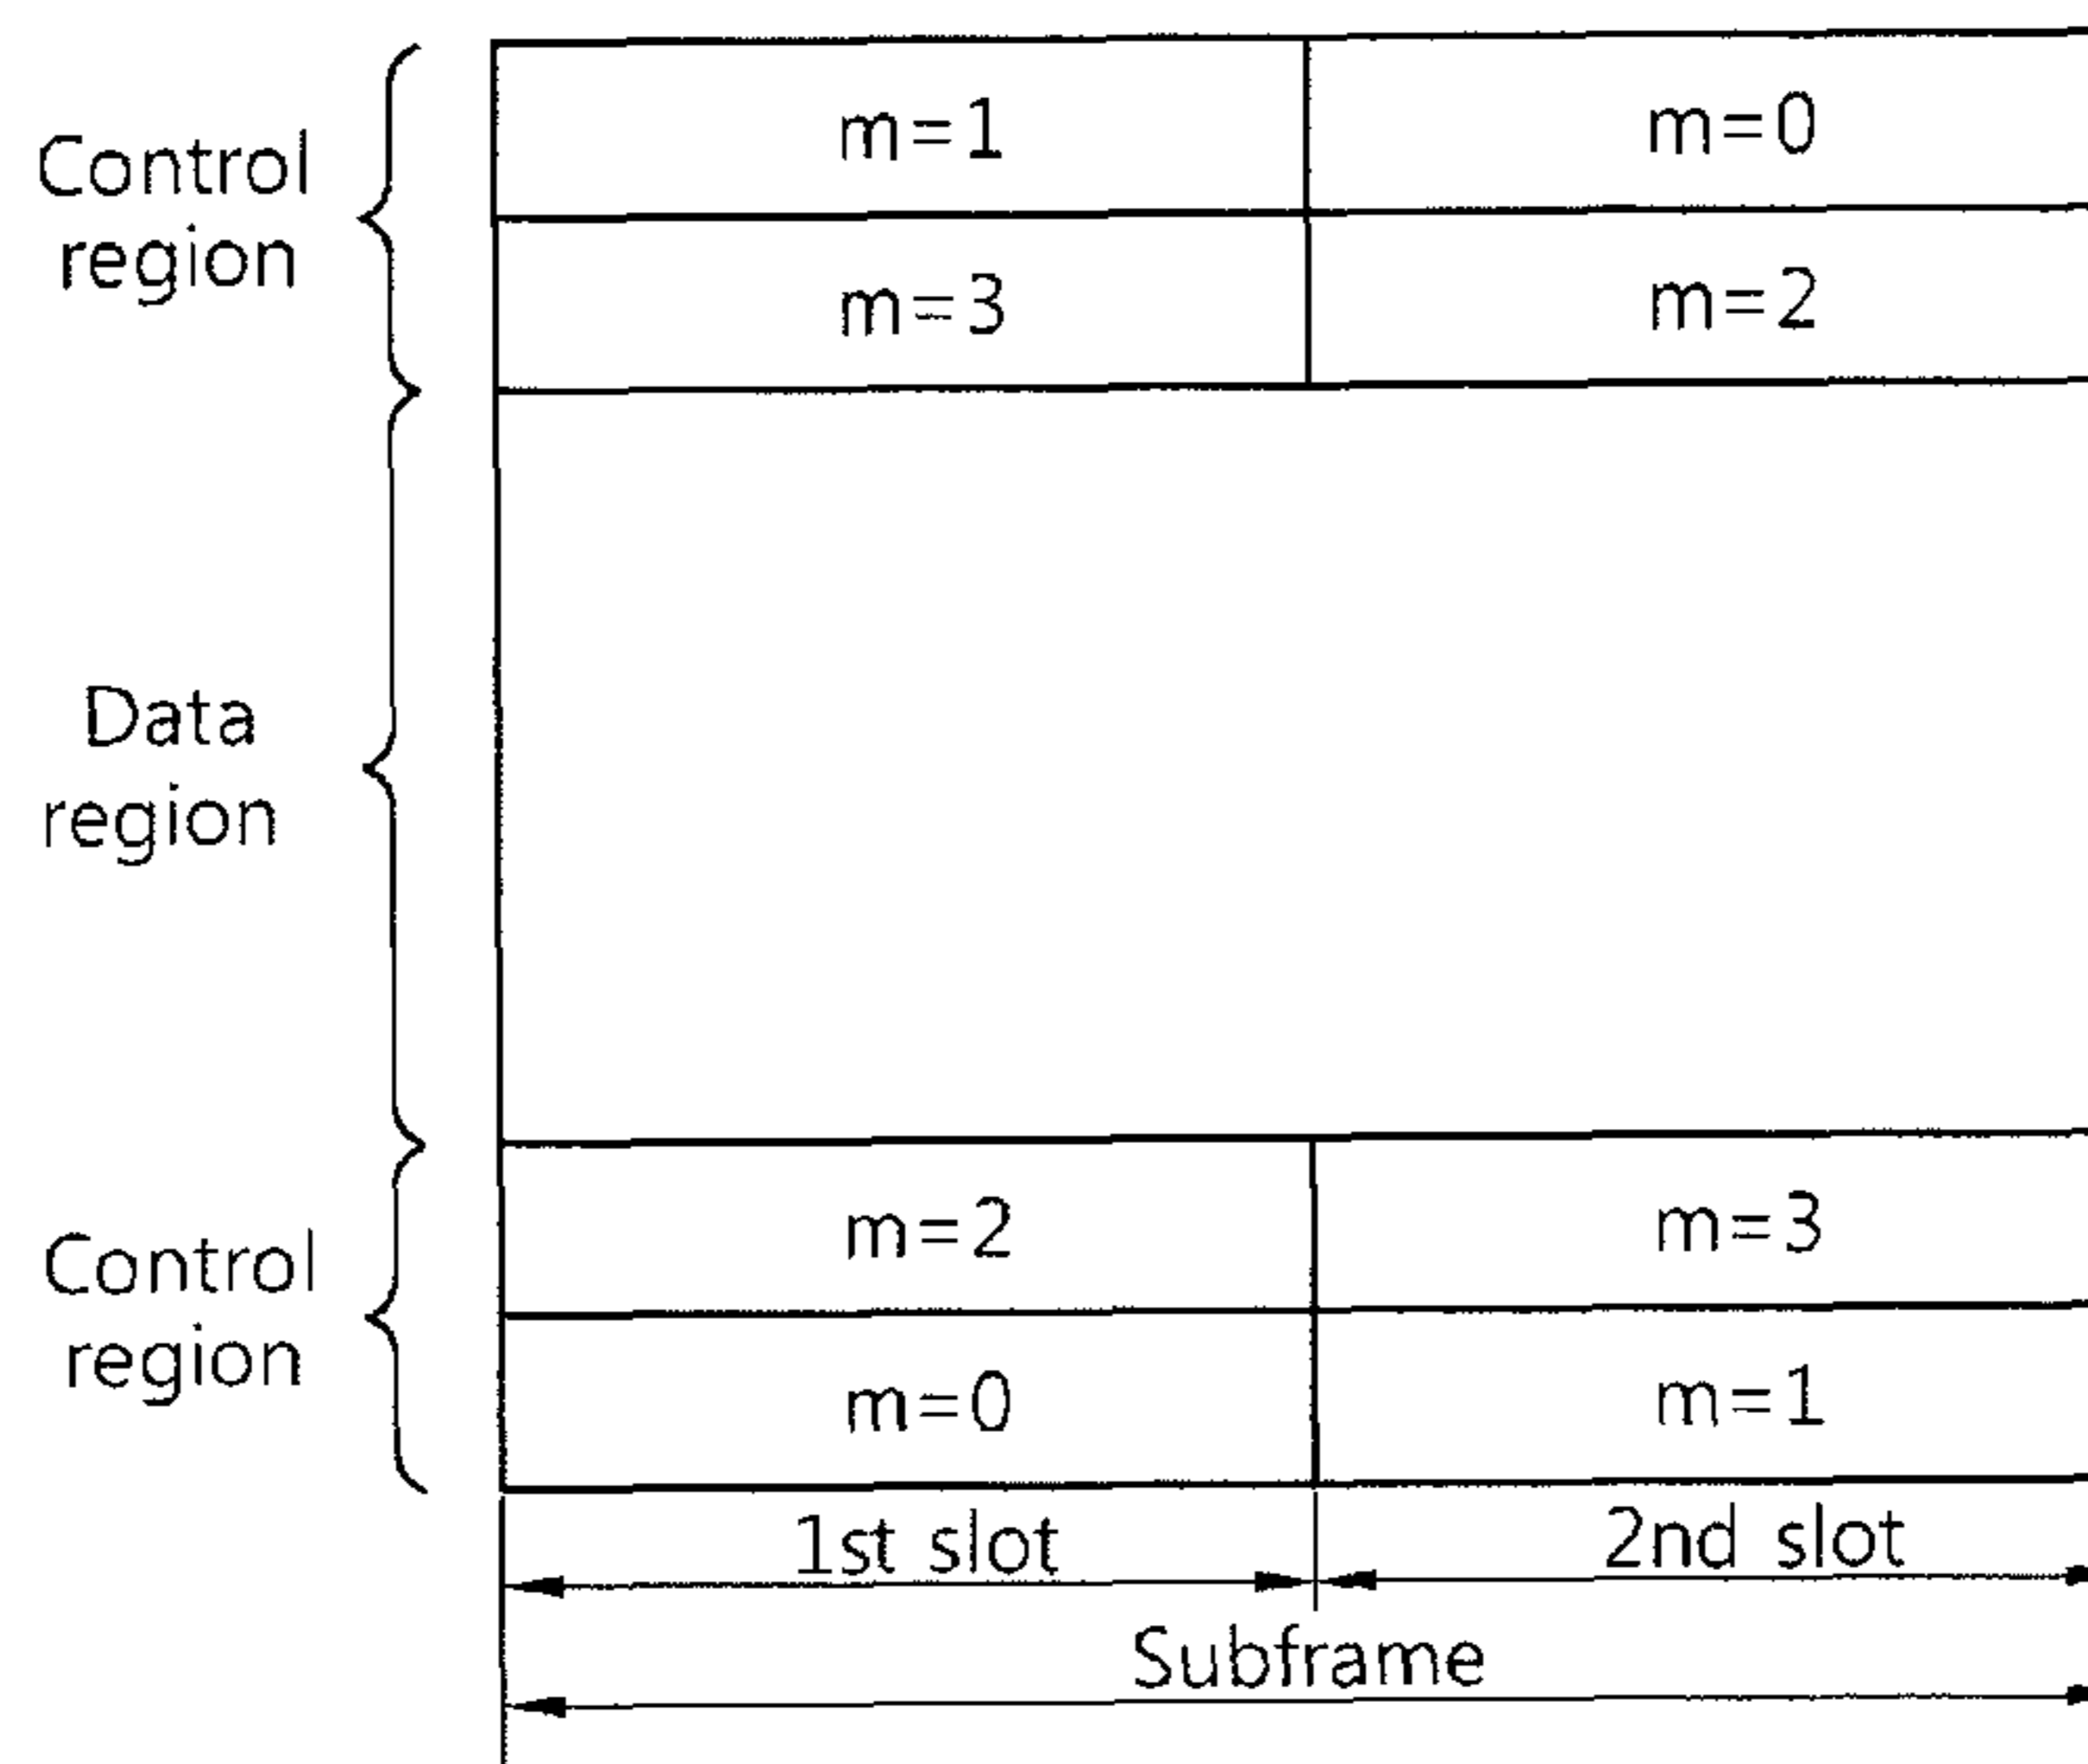 Control
region
m=1
m=0
m=3
m=2
Data
region
Control
region
m=2
m=3
m=0
m=1
1st slot
2nd slot
Subframe